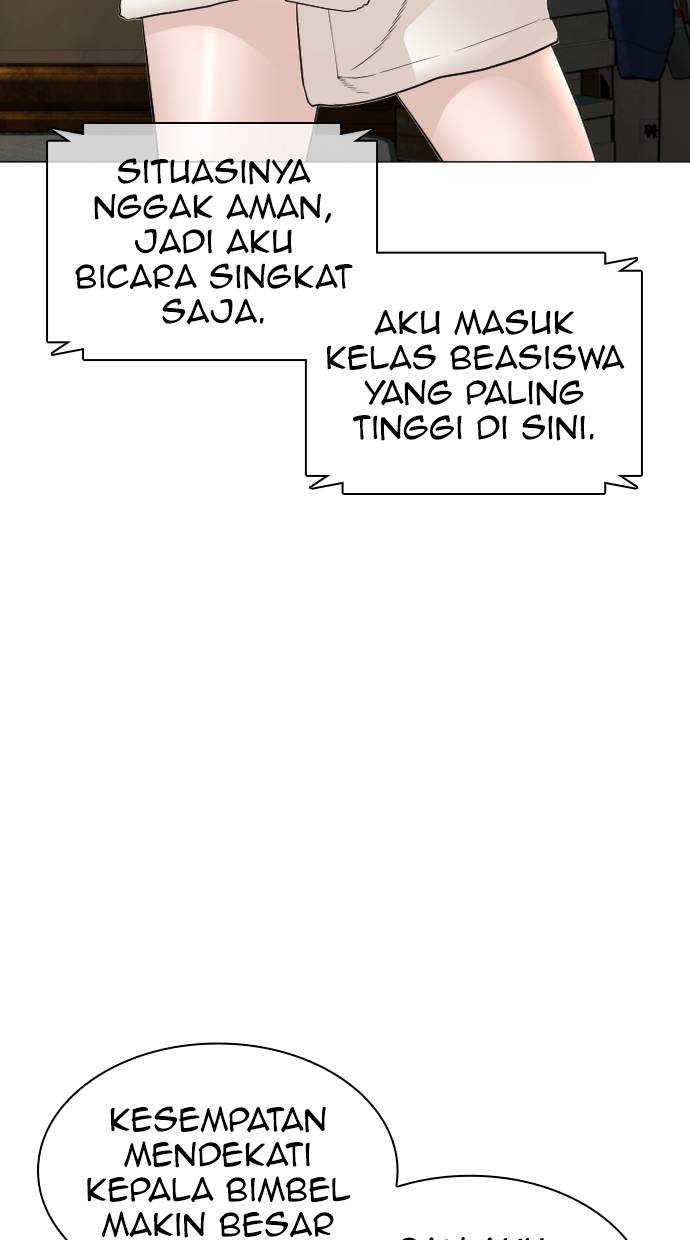 SITUASINYA
NGGAK AMAN,
JADI AKU
BICARA SINGKAT
SAJA.
AKU MASUK
KELAS BEASISWA
YANG PALING
TINGGI DI SINI.
KESEMPATAN
MENDEKATI
KEPALA BIMBEL
MAKIN BESAR